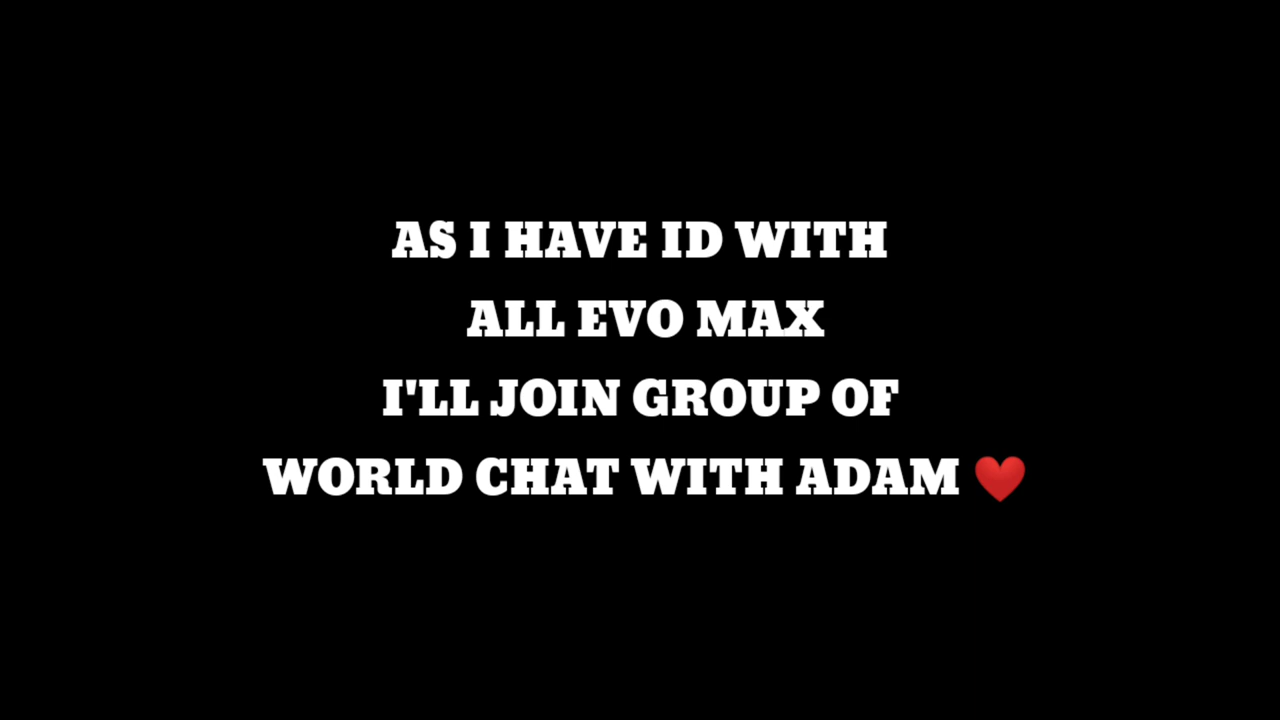 AS I HAVE ID WITH
ALL EVO MAX
I'LL JOIN GROUP OF
WORLD CHAT WITH ADAM ❤️